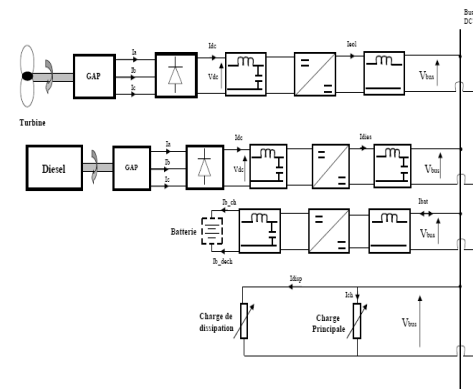 Bus
DC
Ia
Idc
Ieol
GAP
Ib
Vdc
Vbus
Ic
Turbine
Ia
Idc
Idies
Diesel
GAP
Ib
Vdc
Vbus
Ic
Ib_ch
Ibat
Batterie
Vbus
Ib_dech
Idisp
Ich
Charge de
dissipation
Charge
Principale
Vbus